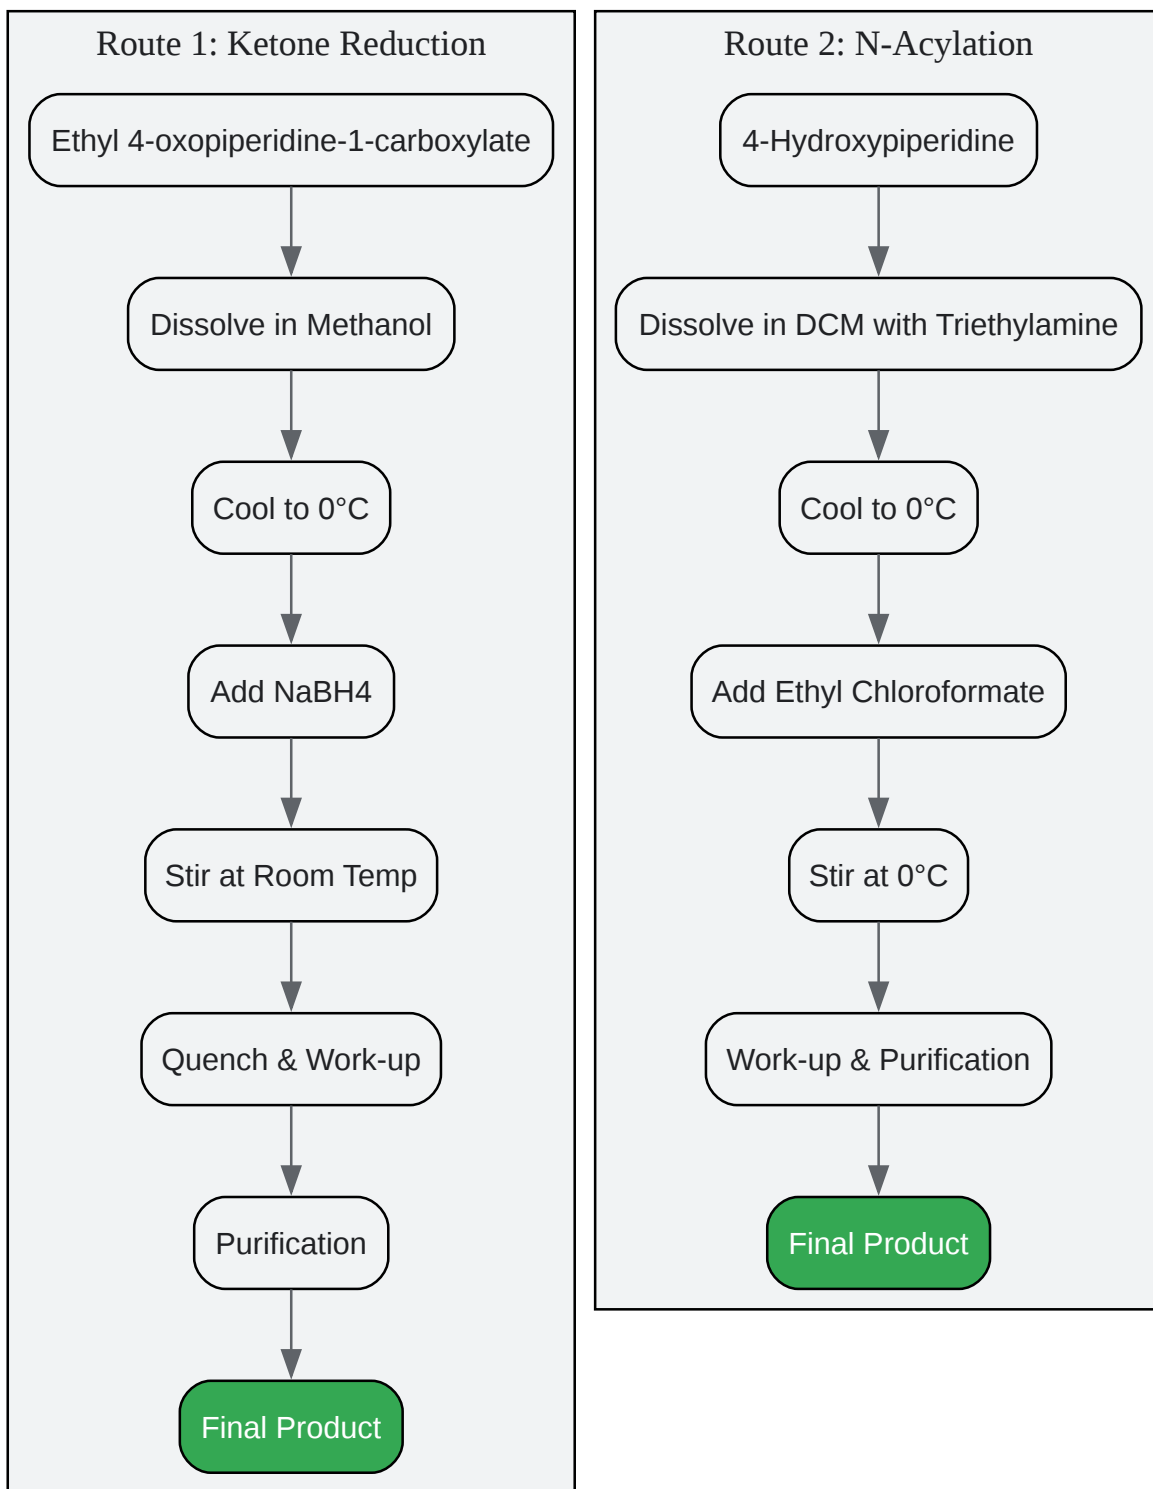 Route 1: Ketone Reduction
Ethyl 4-oxopiperidine-1-carboxylate
Dissolve in Methanol
Cool to 0°C
Add NaBH4
Stir at Room Temp
Quench & Work-up
Purification
Final Product
Route 2: N-Acylation
4-Hydroxypiperidine
Dissolve in DCM with Triethylamine
Cool to 0°C
Add Ethyl Chloroformate
Stir at 0°C
Work-up & Purification
Final Product